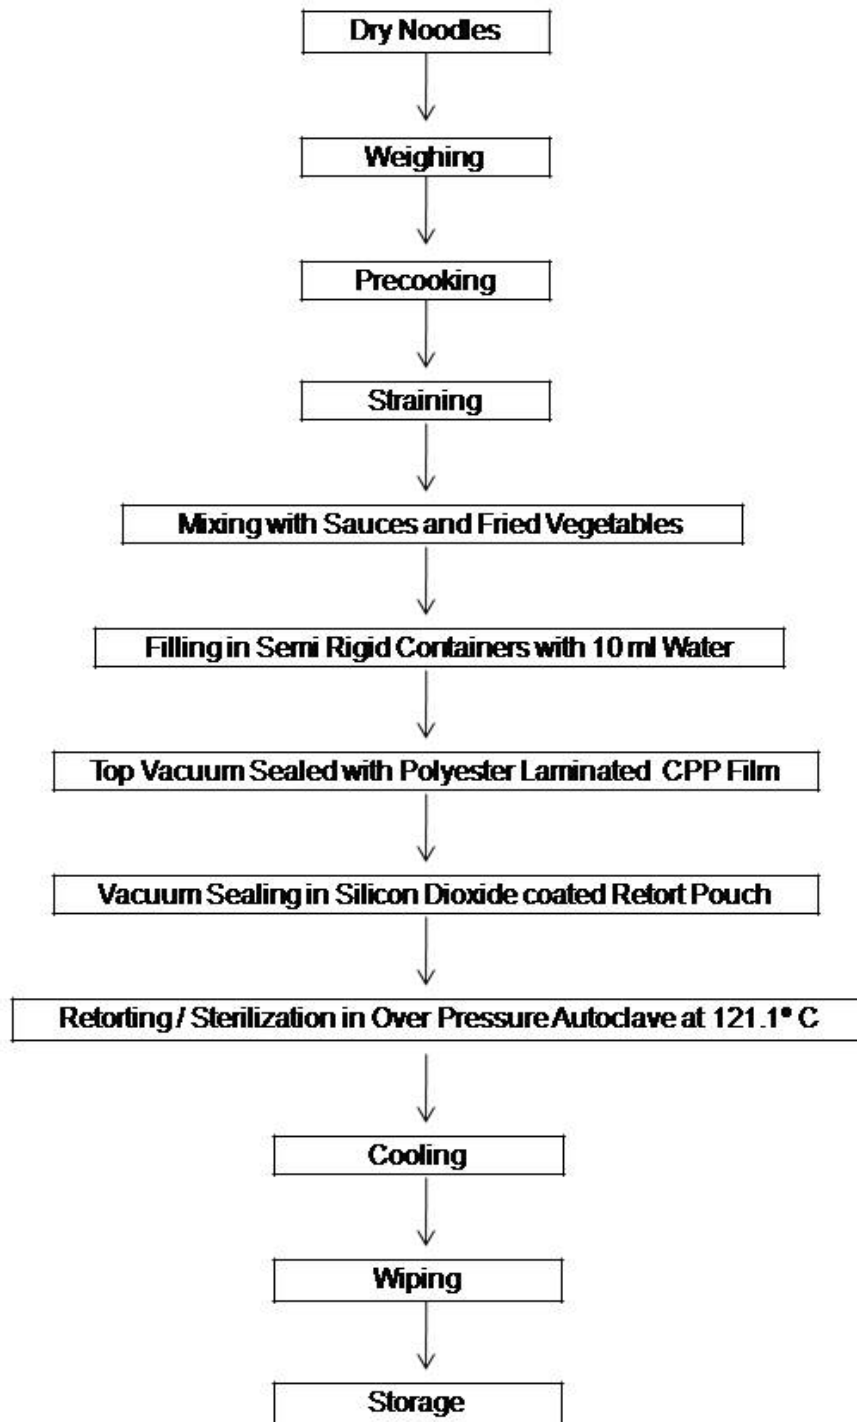 Dry Noodles
Weighing
Precooking
Straining
Mixing with Sauces and Fried Vegetables
Filling in Semi Rigid Containers with 10 ml Water
Top Vacuum Sealed with Polyester Laminated CPP Film
Vacuum Sealing in Silicon Dioxide coated Retort Pouch
Retorting / Sterilization in Over Pressure Autoclave at 121.1° C
Cooling
Wiping
Storage